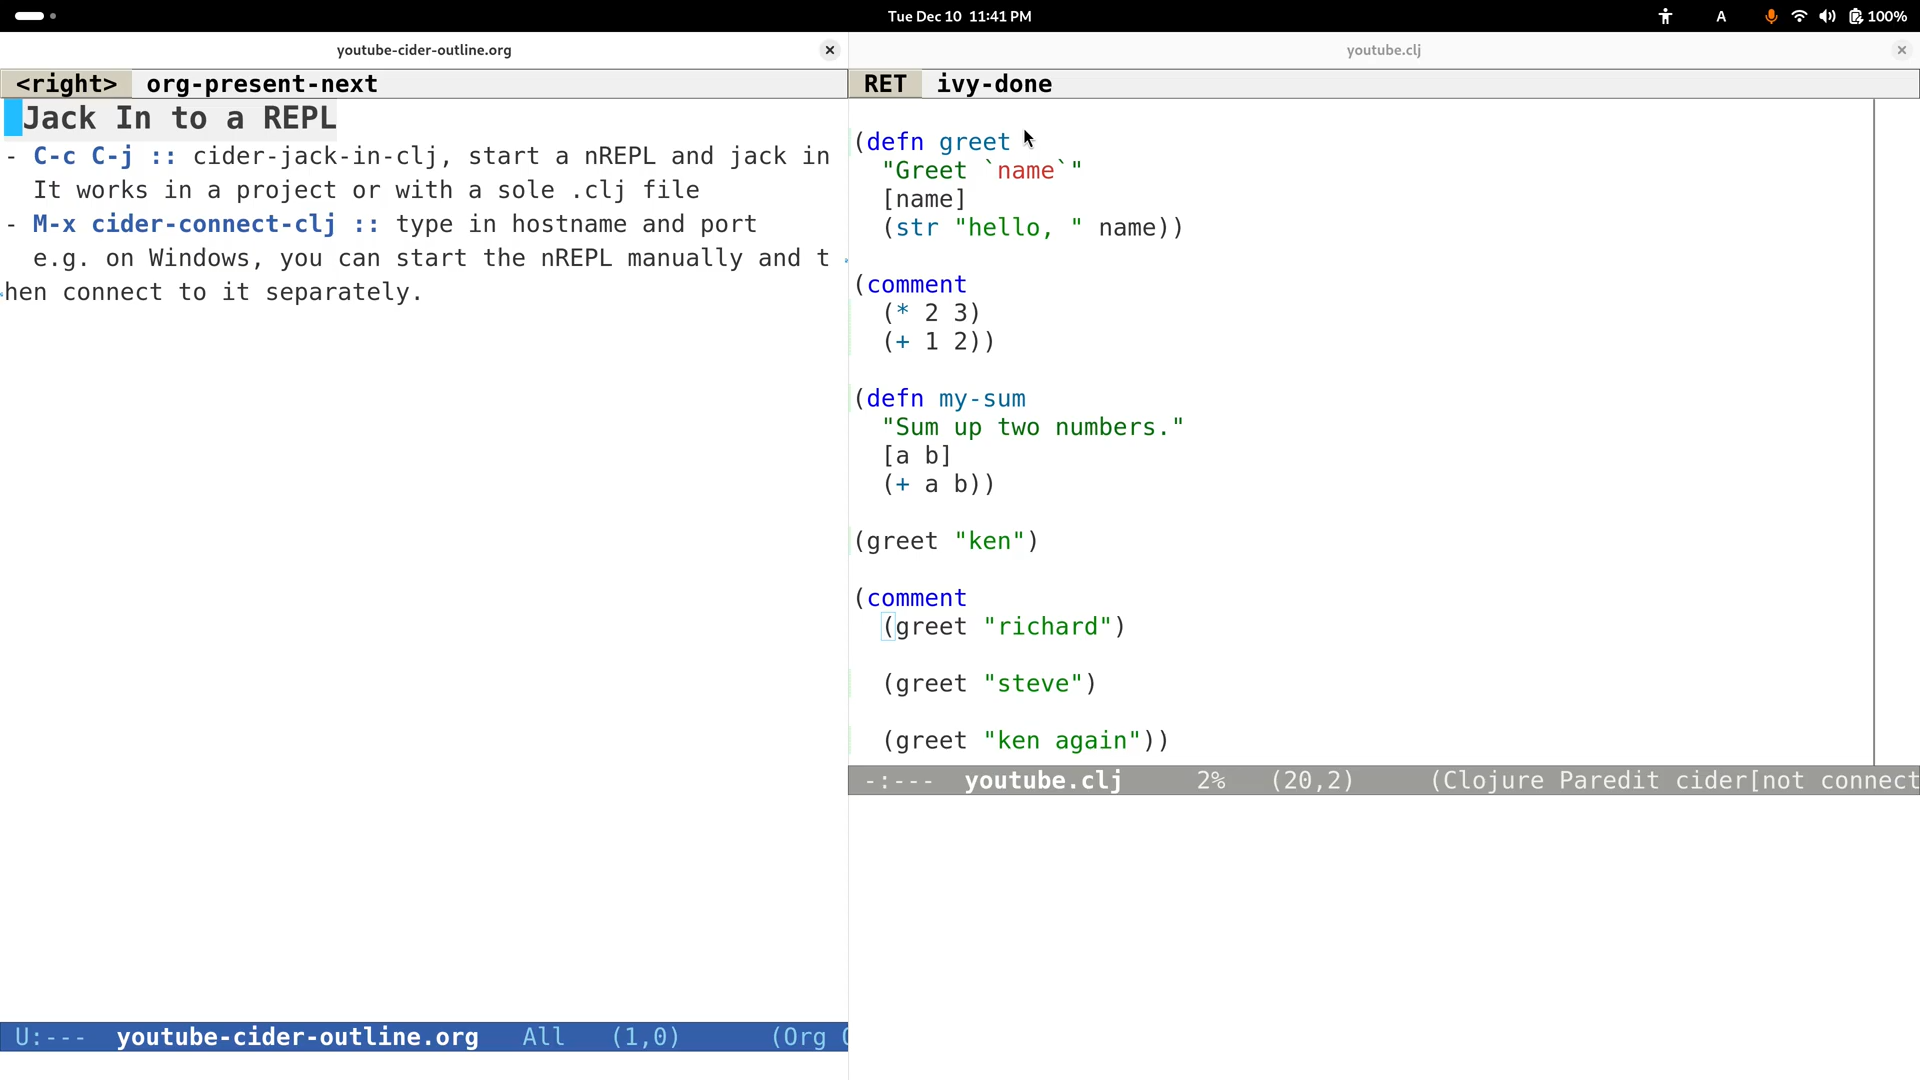 Tue Dec 10 11:41 PM
A
100%
youtube-cider-outline.org
<right> org-present-next
Jack In to a REPL
- C-c C-j :: cider-jack-in-clj, start a nREPL and jack in
It works in a project or with a sole .clj file
- M-x cider-connect-clj :: type in hostname and port
e.g. on Windows, you can start the nREPL manually and t
hen connect to it separately.
U:--- youtube-cider-outline.org All (1,0) (Org
youtube.clj
RET ivy-done
(defn greet
"Greet `name`"
[name]
(str "hello, " name))
(comment
(* 2 3)
(+ 1 2))
(defn my-sum
"Sum up two numbers."
[a b]
(+ a b))
(greet "ken")
(comment
(greet "richard")
(greet "steve")
(greet "ken again"))
-:--- youtube.clj 2% (20,2) (Clojure Paredit cider[not connect